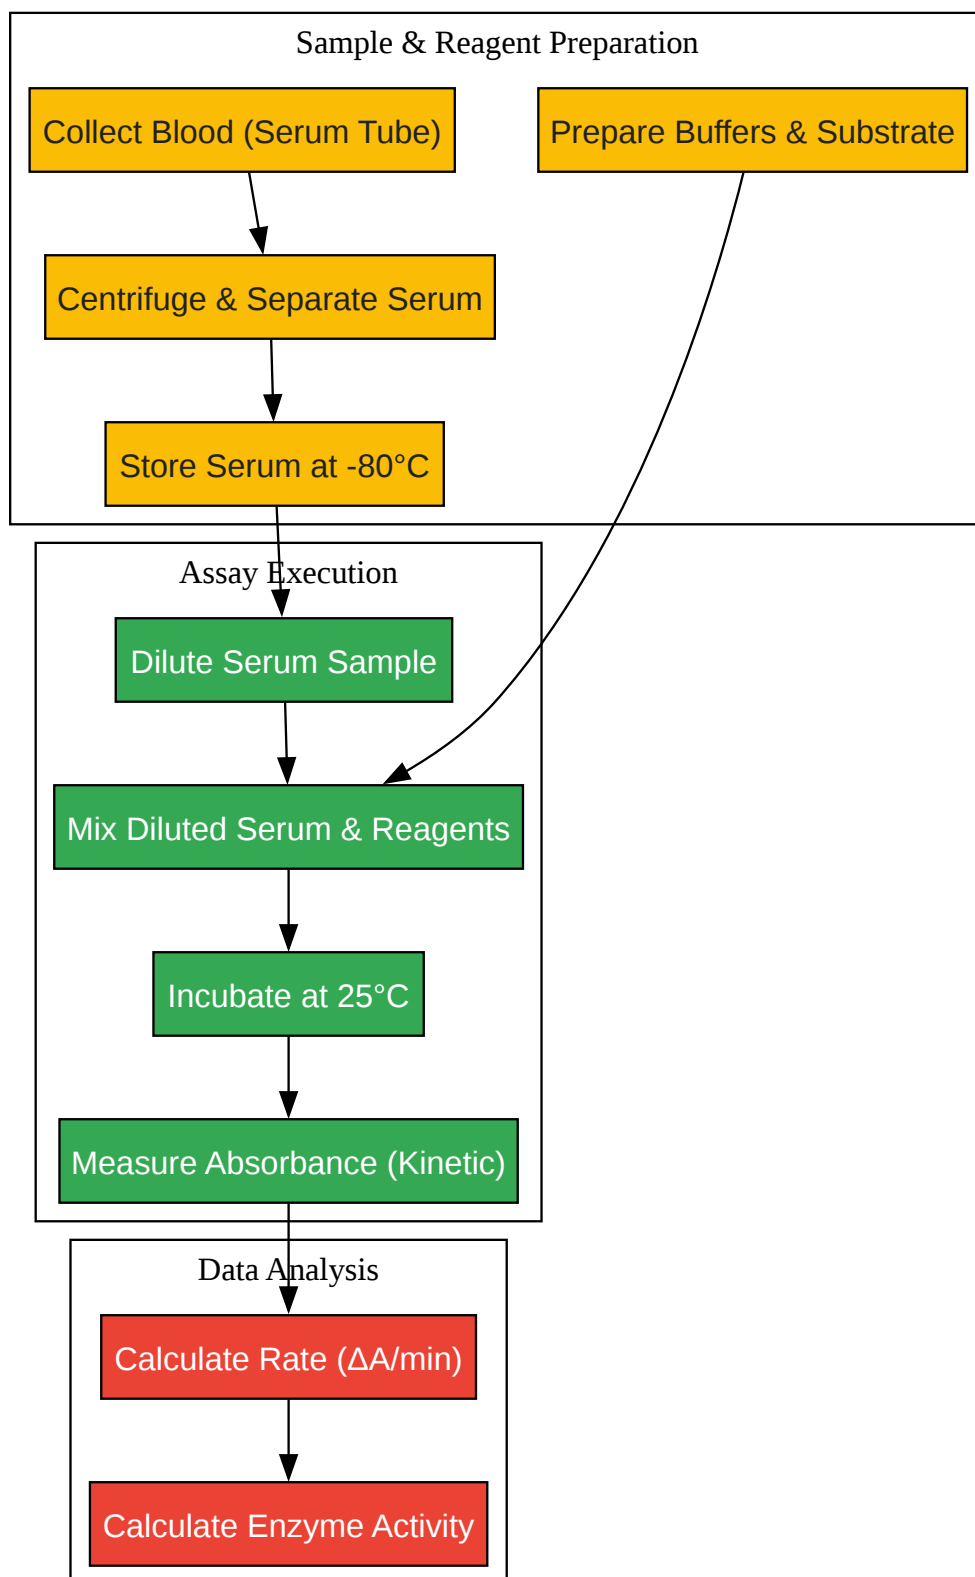 Sample & Reagent Preparation
Collect Blood (Serum Tube)
Prepare Buffers & Substrate
Centrifuge & Separate Serum
Store Serum at -80°C
Assay Execution
Dilute Serum Sample
Mix Diluted Serum & Reagents
Incubate at 25°C
Measure Absorbance (Kinetic)
Data Analysis
Calculate Rate (ΔA/min)
Calculate Enzyme Activity